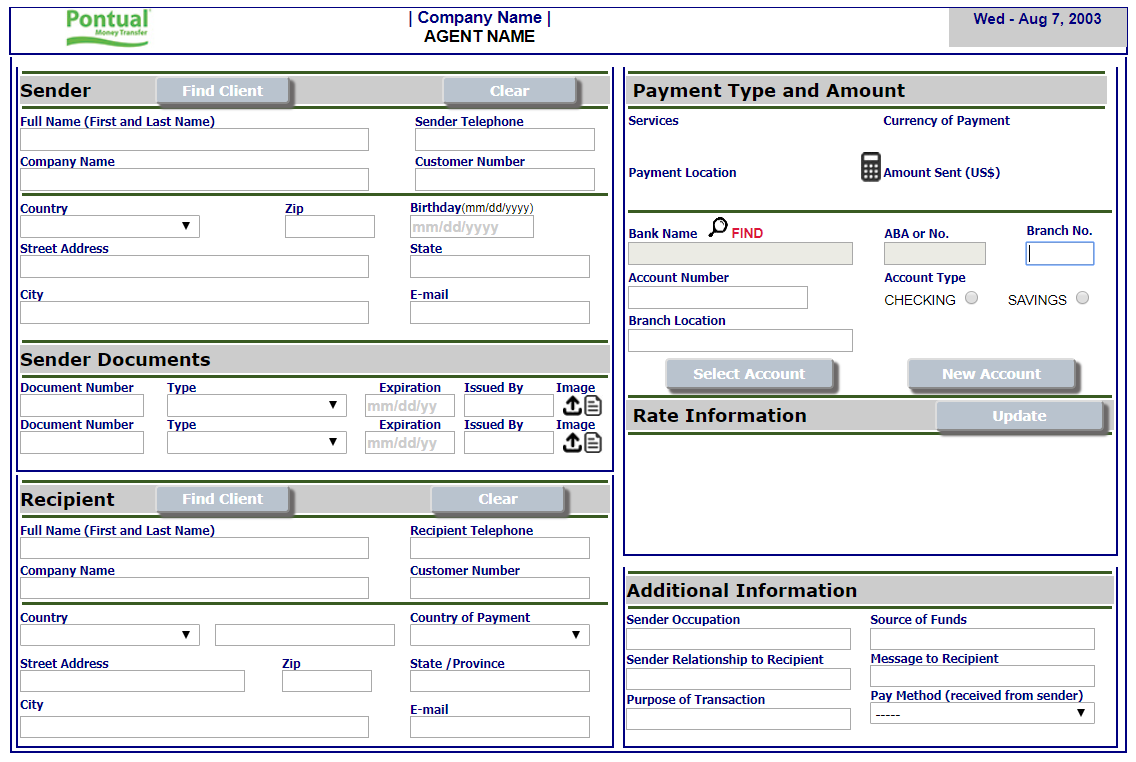 Pontual
Money Transfer
| Company Name |
AGENT NAME
Wed - Aug 7, 2003
Sender
Find Client
Clear
Full Name (First and Last Name)
Sender Telephone
Company Name
Customer Number
Country
Zip
Birthday(mm/dd/yyyy)
mm/dd/yyyy
Street Address
State
City
E-mail
Sender Documents
Document Number
Type
Expiration
Issued By
Image
mm/dd/yy
Document Number
Type
Expiration
Issued By
Image
mm/dd/yy
Recipient
Find Client
Clear
Full Name (First and Last Name)
Recipient Telephone
Company Name
Customer Number
Country
Country of Payment
Street Address
Zip
State /Province
City
E-mail
Payment Type and Amount
Services
Currency of Payment
Payment Location
Amount Sent (US$)
Bank Name
FIND
ABA or No.
Branch No.
Account Number
Account Type
CHECKING
SAVINGS
Branch Location
Select Account
New Account
Rate Information
Update
Additional Information
Sender Occupation
Source of Funds
Sender Relationship to Recipient
Message to Recipient
Purpose of Transaction
Pay Method (received from sender)
-----